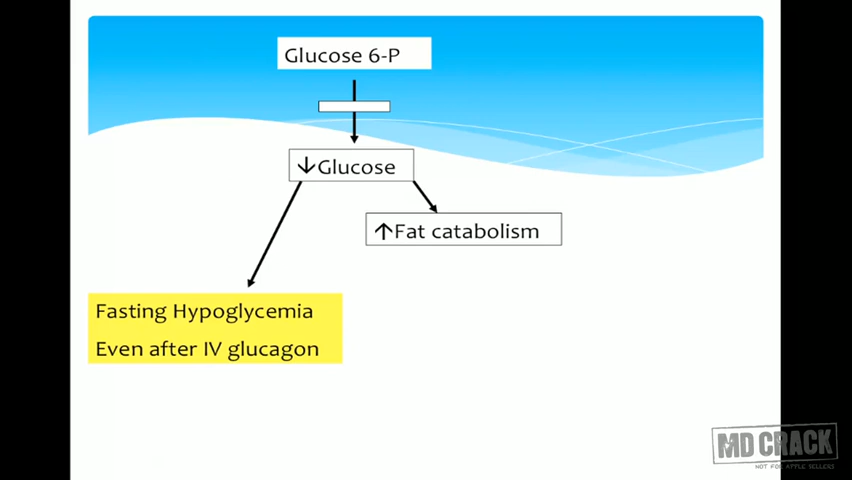 Glucose 6-P
↓Glucose
↑Fat catabolism
Fasting Hypoglycemia
Even after IV glucagon
MD CRACK
NOT FOR APPLE SELLERS